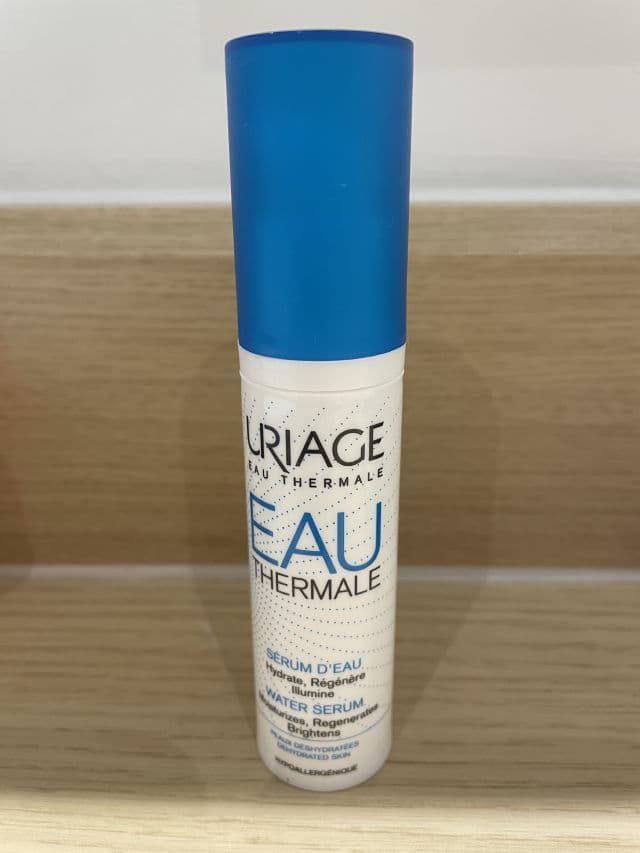 URIAGE
EAU THERMALE
EAU
THERMALE
SÉRUM D'EAU
Hydrate, Régénère
Illumine
WATER SERUM
Moisturizes, Regenerates
Brightens
PEAUX DÉSHYDRATÉES
DEHYDRATED SKIN
HYPOALLERGÉNIQUE